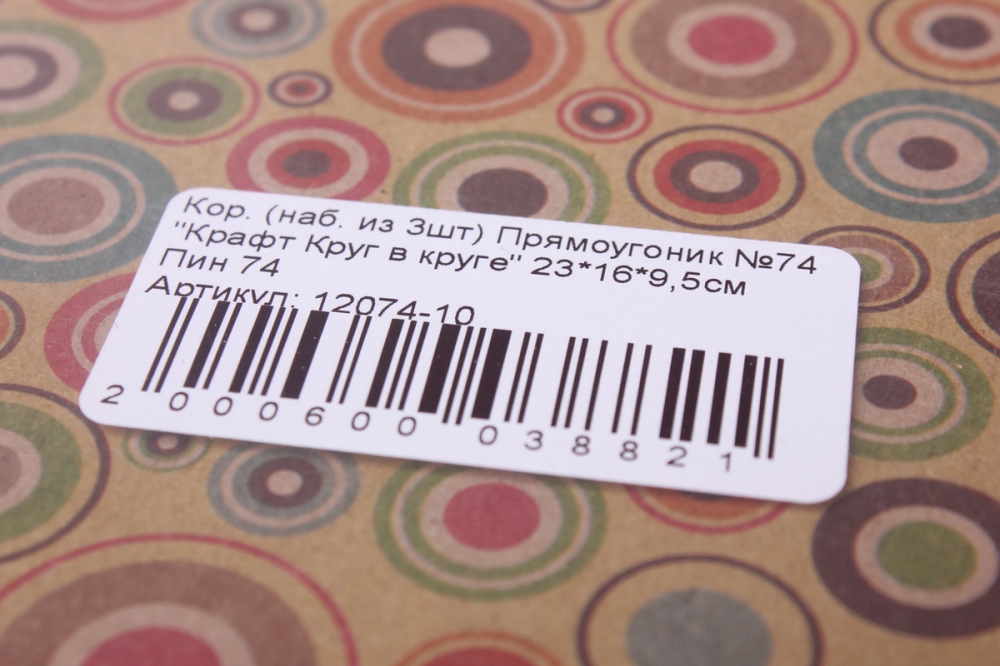 Кор. (наб. из 3шт) Прямоугоник №74
"Крафт Круг в круге" 23*16*9,5см
Пин 74
Артикул: 12074-10
2 000600 038821